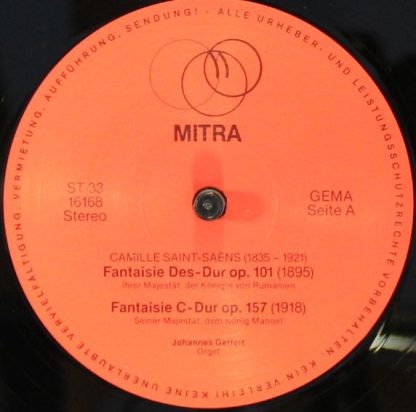 ALLE URHEBER- UND LEISTUNGSSCHUTZRECHTE VORBEHALTEN. KEIN VERLEIH! KEINE UNERLAUBTE VERVIELFÄLTIGUNG, VERMIETUNG, AUFFÜHRUNG, SENDUNG! -
MITRA
ST 33
16168
Stereo
GEMA
Seite A
CAMILLE SAINT-SAËNS (1835 – 1921)
Fantaisie Des-Dur op. 101 (1895)
Ihrer Majestät, der Königin von Rumänien
Fantaisie C-Dur op. 157 (1918)
Seiner Majestät, dem König Manoel
Johannes Geffert
Orgel